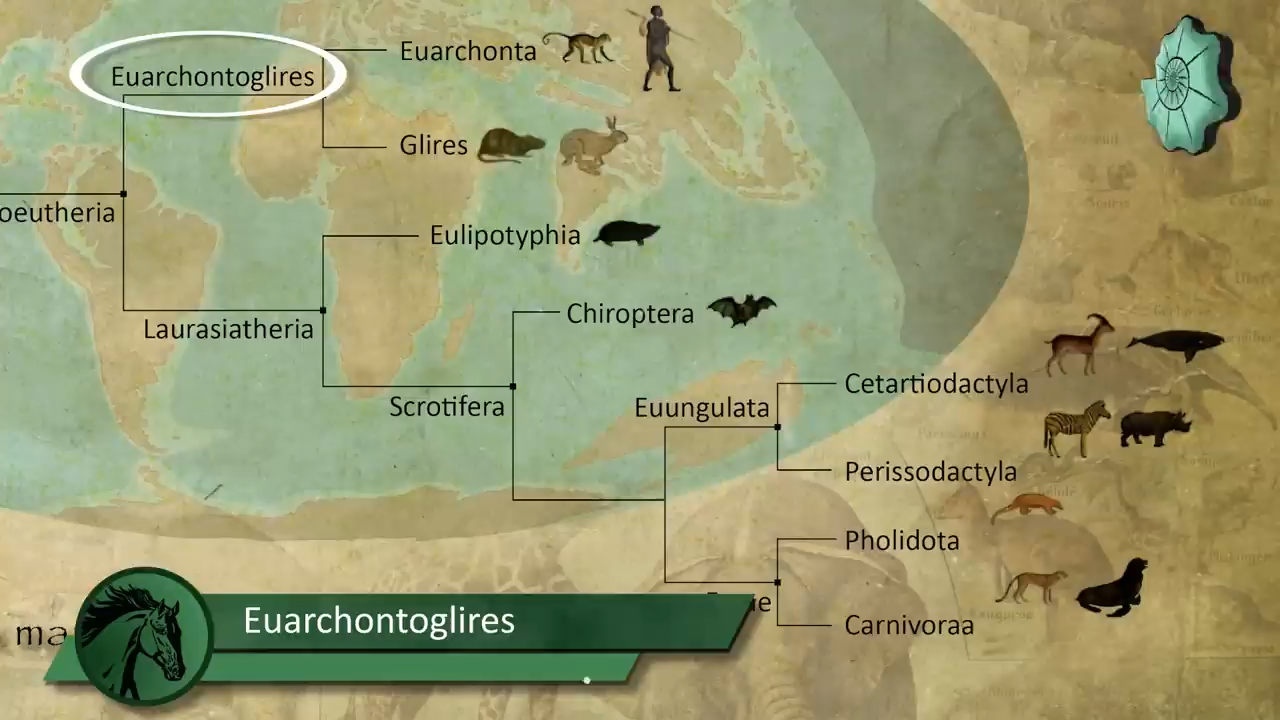 Euarchonta
Euarchontoglires
Glires
oeutheria
Eulipotyphia
Laurasiatheria
Chiroptera
Scrotifera
Euungulata
Cetartiodactyla
Perissodactyla
Pholidota
Carnivoraa
ma
Euarchontoglires